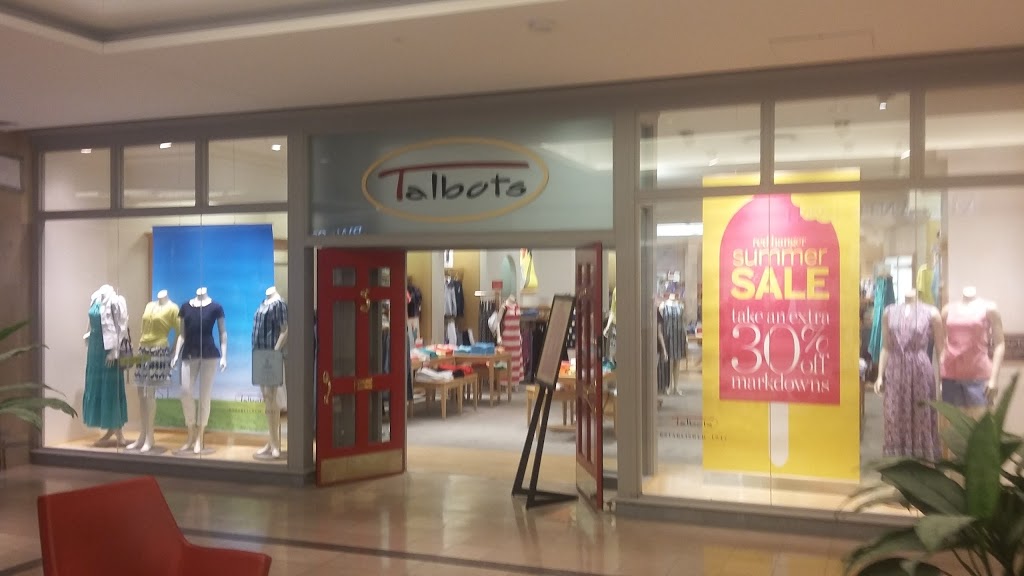 Talbots
red hanger
summer
SALE
take an extra
30% off
markdowns
Talbots